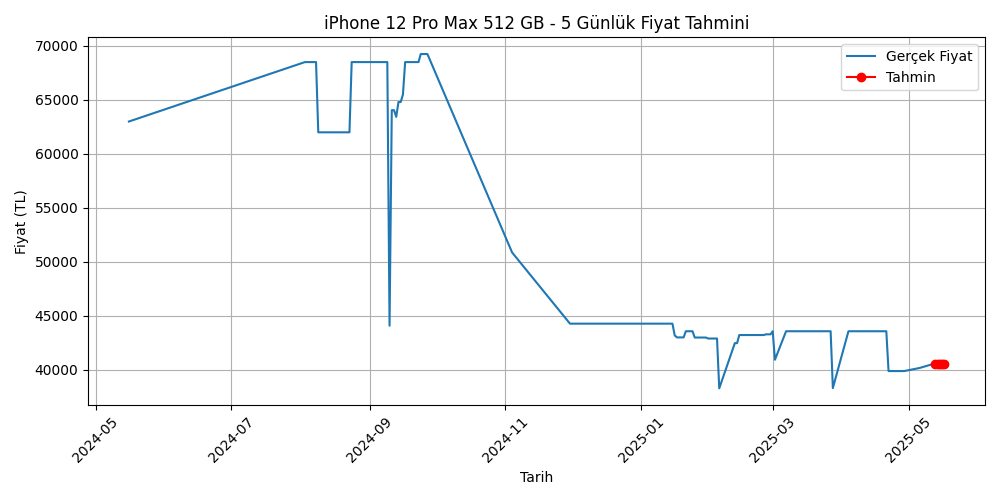 iPhone 12 Pro Max 512 GB - 5 Günlük Fiyat Tahmini
Gerçek Fiyat
Tahmin
Fiyat (TL)
70000
65000
60000
55000
50000
45000
40000
2024-05
2024-07
2024-09
2024-11
2025-01
2025-03
2025-05
Tarih